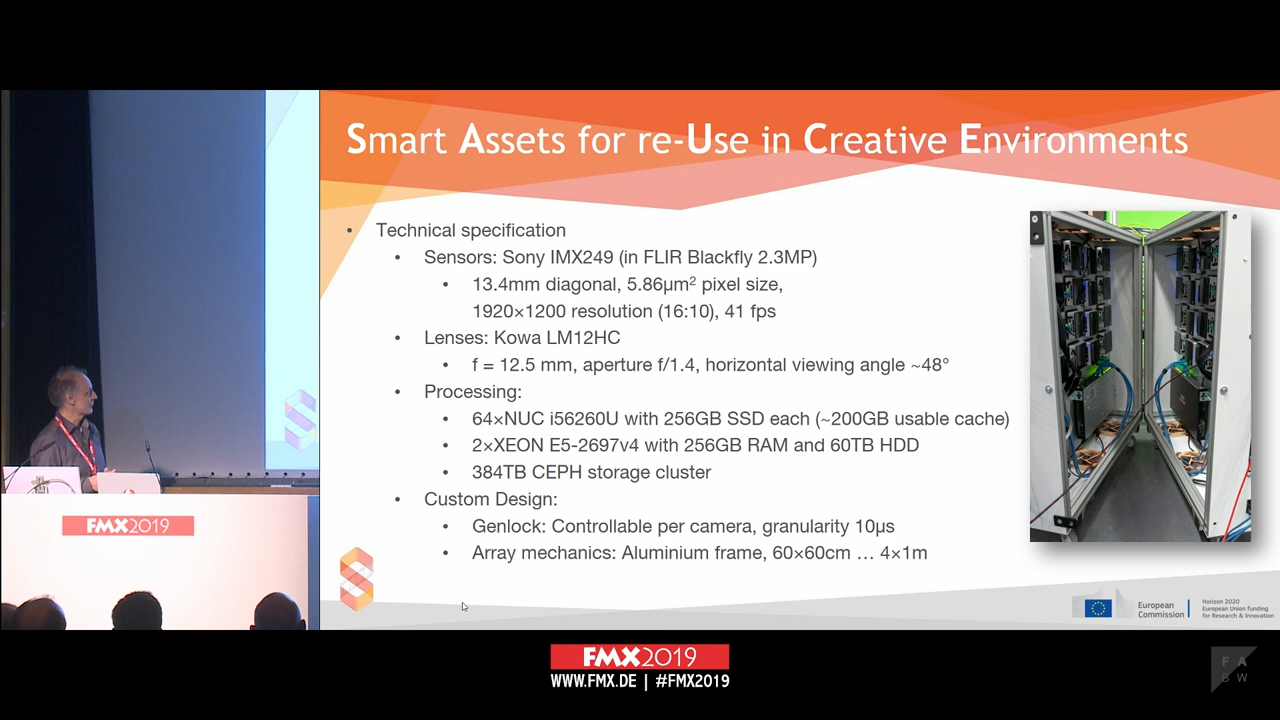 Smart Assets for re-Use in Creative Environments
• Technical specification
• Sensors: Sony IMX249 (in FLIR Blackfly 2.3MP)
• 13.4mm diagonal, 5.86µm² pixel size,
1920×1200 resolution (16:10), 41 fps
• Lenses: Kowa LM12HC
• f = 12.5 mm, aperture f/1.4, horizontal viewing angle ~48°
• Processing:
• 64×NUC i56260U with 256GB SSD each (~200GB usable cache)
• 2×XEON E5-2697v4 with 256GB RAM and 60TB HDD
• 384TB CEPH storage cluster
• Custom Design:
• Genlock: Controllable per camera, granularity 10µs
• Array mechanics: Aluminium frame, 60×60cm … 4×1m
FMX2019
European
Commission
Horizon 2020
European Union funding
for Research & Innovation
FMX2019
WWW.FMX.DE | #FMX2019
FA
BW